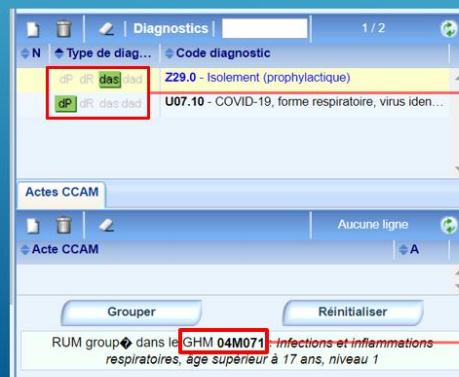 Diagnostics 1 / 2
N Type de diag... Code diagnostic
dP dR das dad Z29.0 - Isolement (prophylactique)
dP dR das dad U07.10 - COVID-19, forme respiratoire, virus iden...
Actes CCAM
Aucune ligne
Acte CCAM A
Grouper Réinitialiser
RUM group� dans le GHM 04M071 : Infections et inflammations
respiratoires, âge supérieur à 17 ans, niveau 1